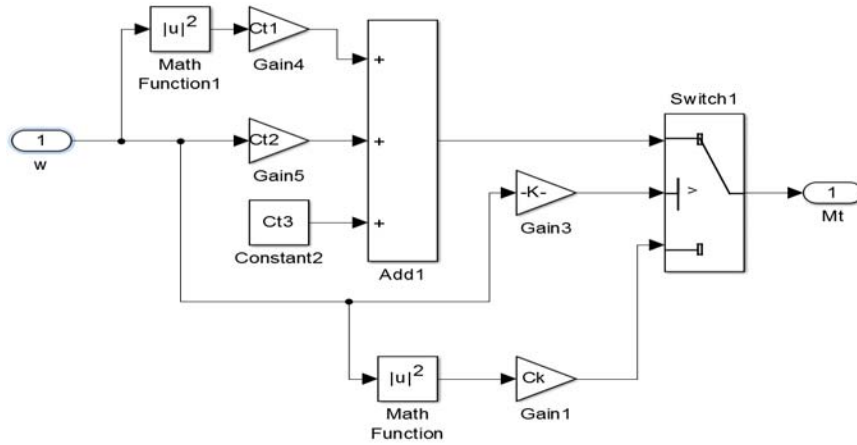 |u|²
Ct1
Math
Function1
Gain4
+
Switch1
1
w
Ct2
+
Gain5
-K-
>
1
Mt
Ct3
+
Gain3
Constant2
Add1
|u|²
Ck
Math
Function
Gain1